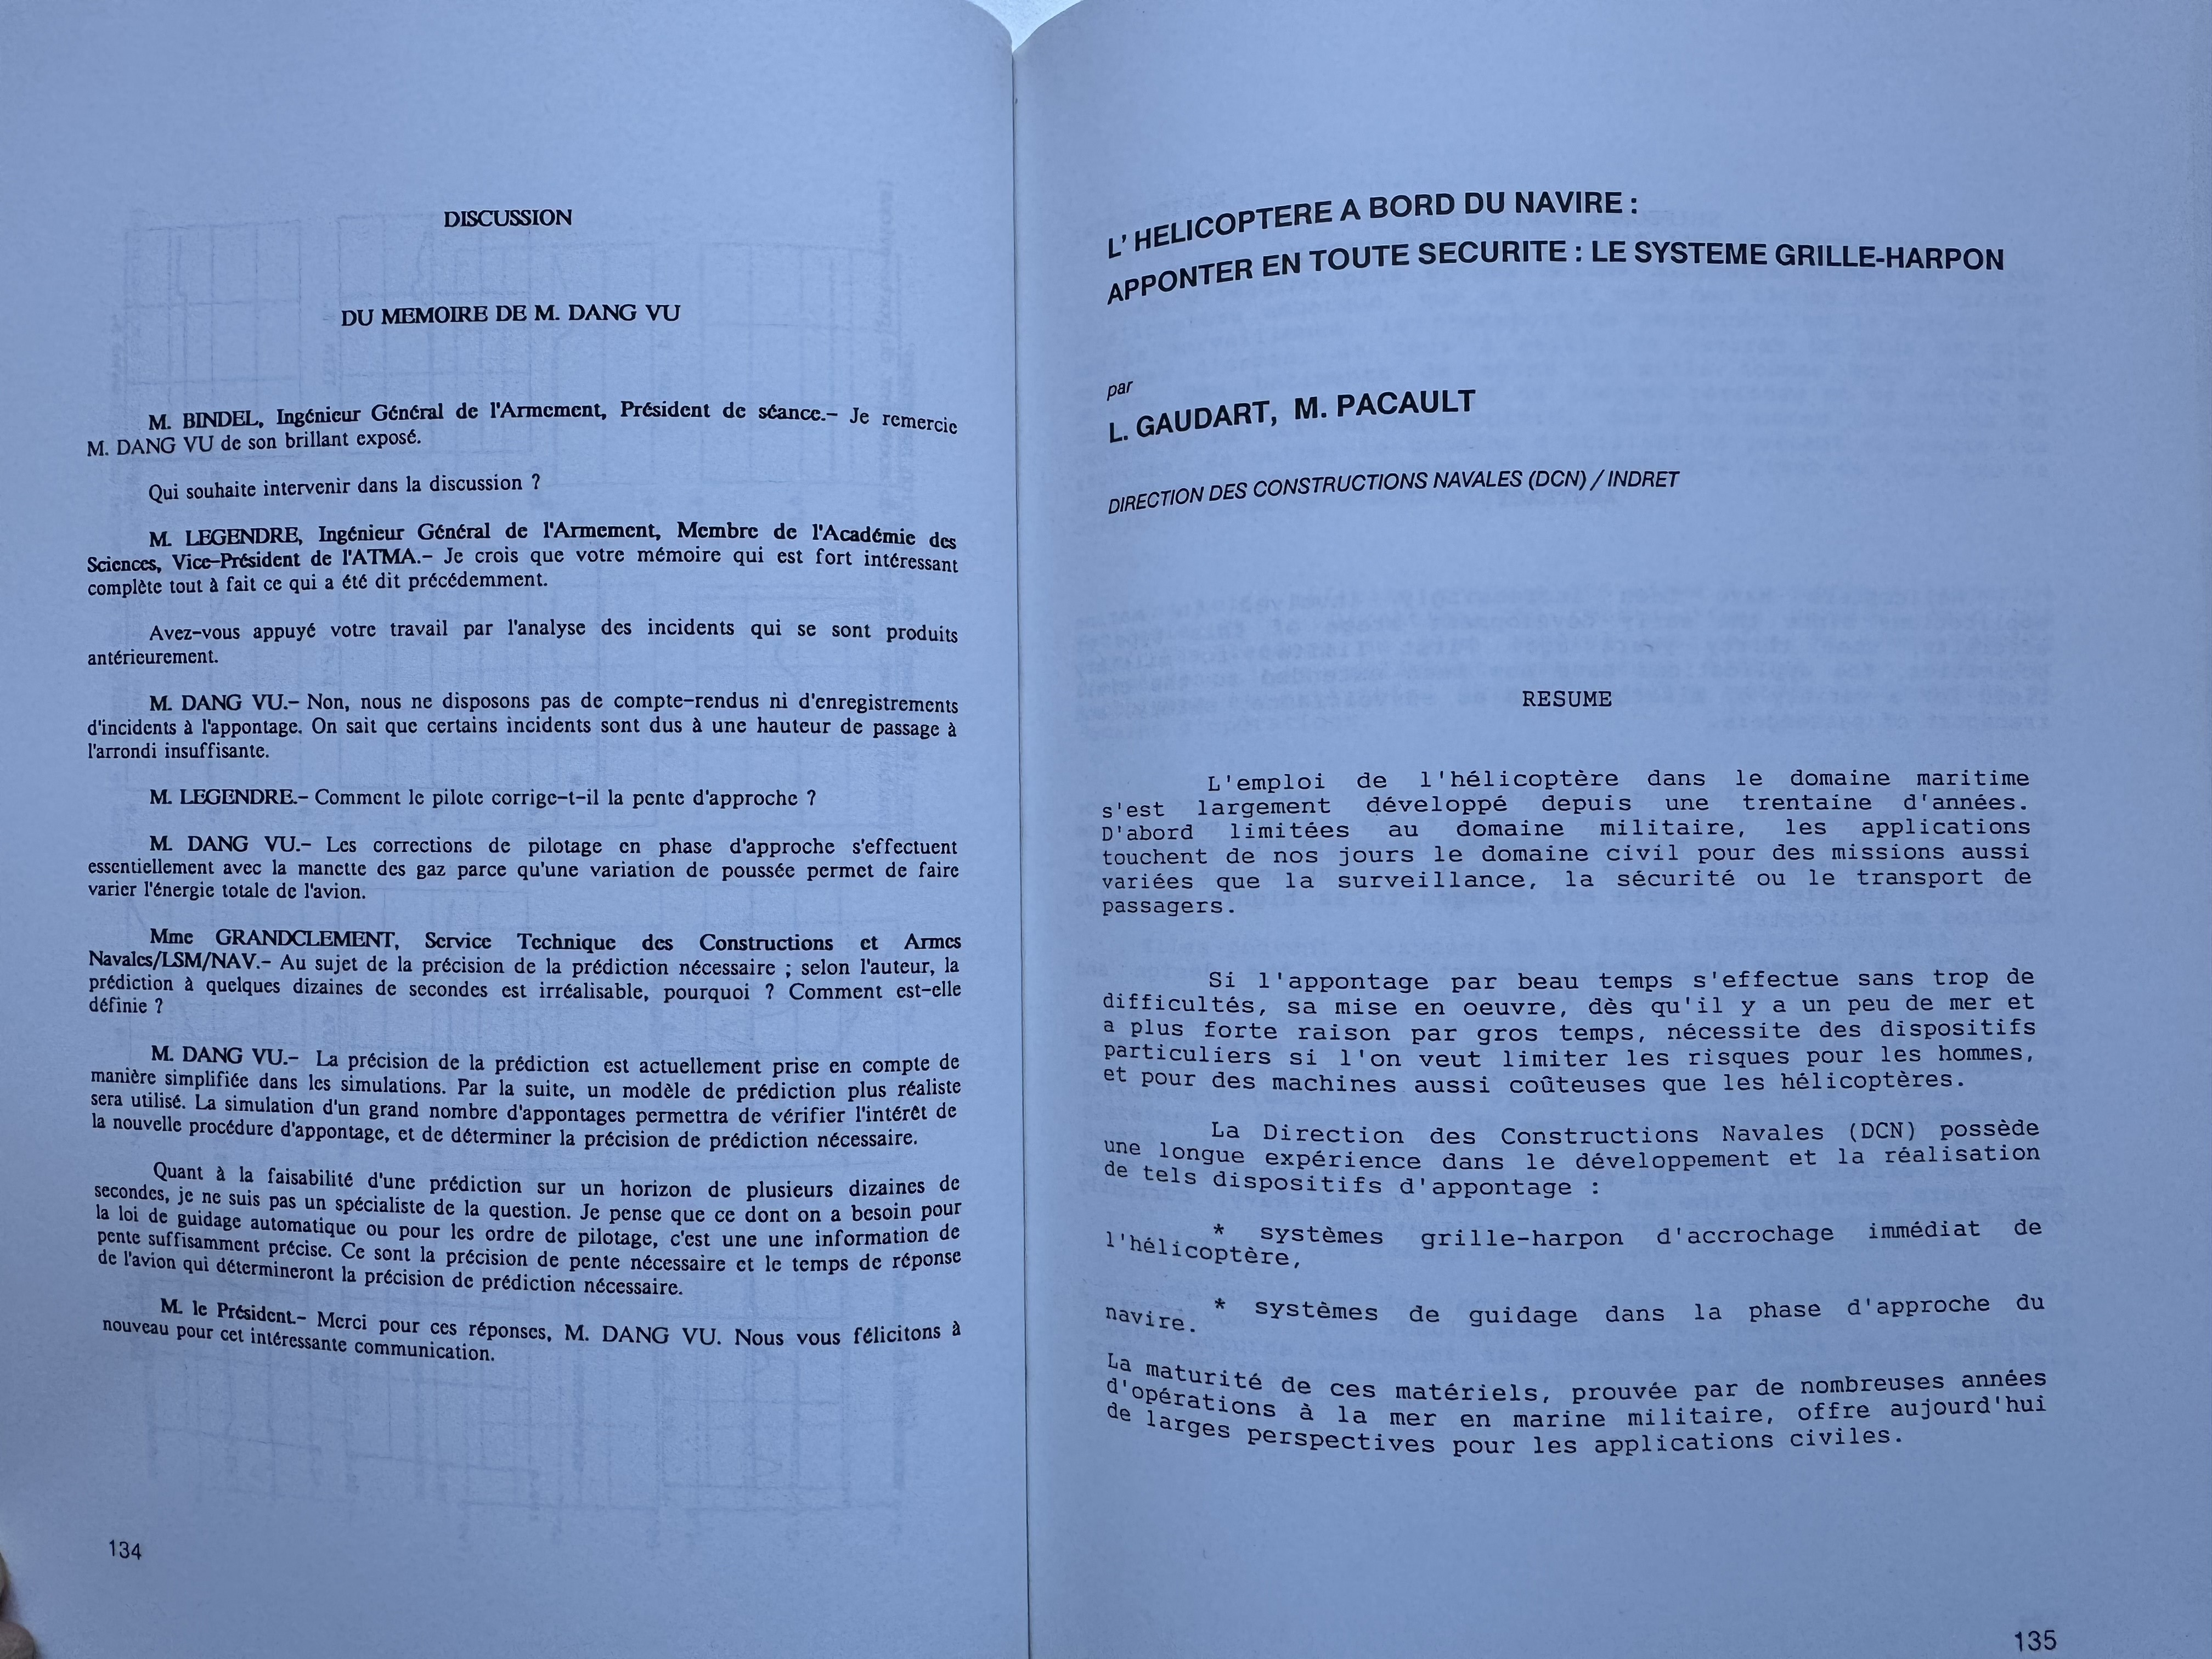 DISCUSSION
DU MEMOIRE DE M. DANG VU
M. BINDEL, Ingénieur Général de l'Armement, Président de séance.– Je remercie
M. DANG VU de son brillant exposé.
Qui souhaite intervenir dans la discussion ?
M. LEGENDRE, Ingénieur Général de l'Armement, Membre de l'Académie des
Sciences, Vice–Président de l'ATMA.– Je crois que votre mémoire qui est fort intéressant
complète tout à fait ce qui a été dit précédemment.
Avez–vous appuyé votre travail par l'analyse des incidents qui se sont produits
antérieurement.
M. DANG VU.– Non, nous ne disposons pas de compte–rendus ni d'enregistrements
d'incidents à l'appontage. On sait que certains incidents sont dus à une hauteur de passage à
l'arrondi insuffisante.
M. LEGENDRE.– Comment le pilote corrige–t–il la pente d'approche ?
M. DANG VU.– Les corrections de pilotage en phase d'approche s'effectuent
essentiellement avec la manette des gaz parce qu'une variation de poussée permet de faire
varier l'énergie totale de l'avion.
Mme GRANDCLEMENT, Service Technique des Constructions et Armes
Navales/LSM/NAV.– Au sujet de la précision de la prédiction nécessaire ; selon l'auteur, la
prédiction à quelques dizaines de secondes est irréalisable, pourquoi ? Comment est–elle
définie ?
M. DANG VU.– La précision de la prédiction est actuellement prise en compte de
manière simplifiée dans les simulations. Par la suite, un modèle de prédiction plus réaliste
sera utilisé. La simulation d'un grand nombre d'appontages permettra de vérifier l'intérêt de
la nouvelle procédure d'appontage, et de déterminer la précision de prédiction nécessaire.
Quant à la faisabilité d'une prédiction sur un horizon de plusieurs dizaines de
secondes, je ne suis pas un spécialiste de la question. Je pense que ce dont on a besoin pour
la loi de guidage automatique ou pour les ordre de pilotage, c'est une une information de
pente suffisamment précise. Ce sont la précision de pente nécessaire et le temps de réponse
de l'avion qui détermineront la précision de prédiction nécessaire.
M. le Président.– Merci pour ces réponses, M. DANG VU. Nous vous félicitons à
nouveau pour cet intéressante communication.
134
L' HELICOPTERE A BORD DU NAVIRE :
APPONTER EN TOUTE SECURITE : LE SYSTEME GRILLE-HARPON
par
L. GAUDART, M. PACAULT
DIRECTION DES CONSTRUCTIONS NAVALES (DCN) / INDRET
RESUME
L'emploi de l'hélicoptère dans le domaine maritime
s'est largement développé depuis une trentaine d'années.
D'abord limitées au domaine militaire, les applications
touchent de nos jours le domaine civil pour des missions aussi
variées que la surveillance, la sécurité ou le transport de
passagers.
Si l'appontage par beau temps s'effectue sans trop de
difficultés, sa mise en oeuvre, dès qu'il y a un peu de mer et
a plus forte raison par gros temps, nécessite des dispositifs
particuliers si l'on veut limiter les risques pour les hommes,
et pour des machines aussi coûteuses que les hélicoptères.
La Direction des Constructions Navales (DCN) possède
une longue expérience dans le développement et la réalisation
de tels dispositifs d'appontage :
* systèmes grille-harpon d'accrochage immédiat de
l'hélicoptère,
* systèmes de guidage dans la phase d'approche du
navire.
La maturité de ces matériels, prouvée par de nombreuses années
d'opérations à la mer en marine militaire, offre aujourd'hui
de larges perspectives pour les applications civiles.
135